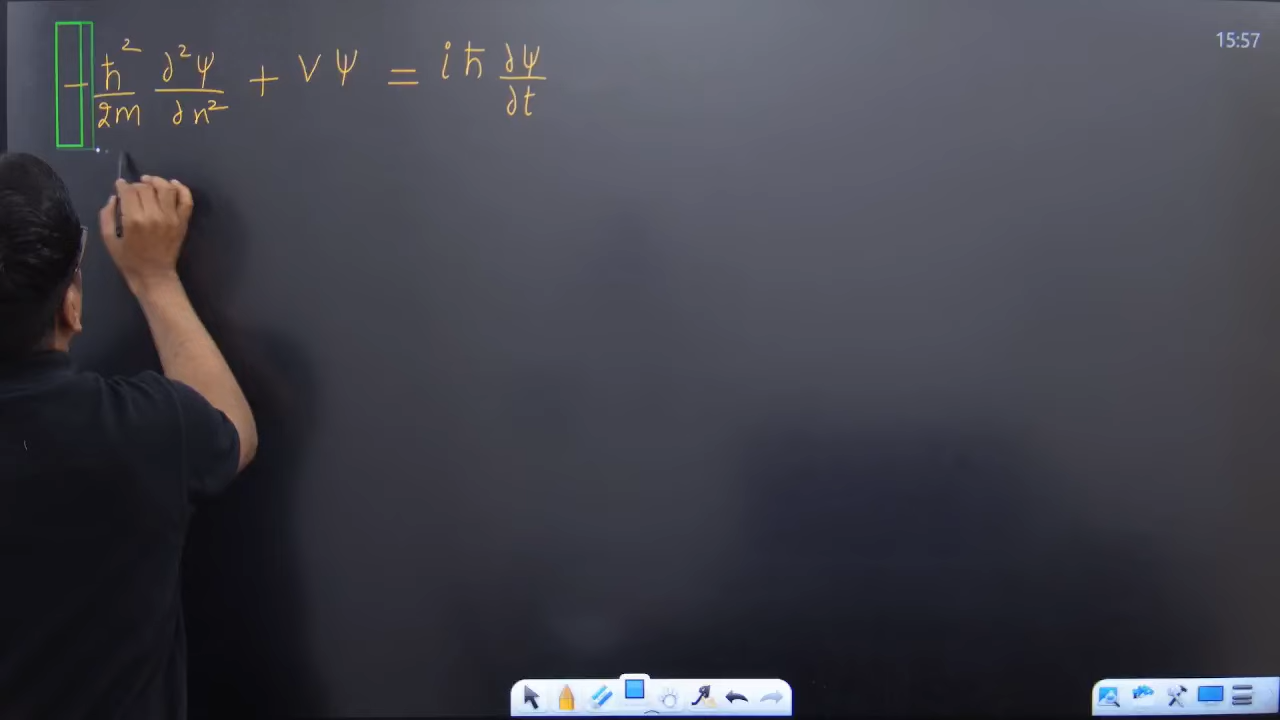 15:57
-ħ²/2m ∂²ψ/∂x² + Vψ = iħ ∂ψ/∂t